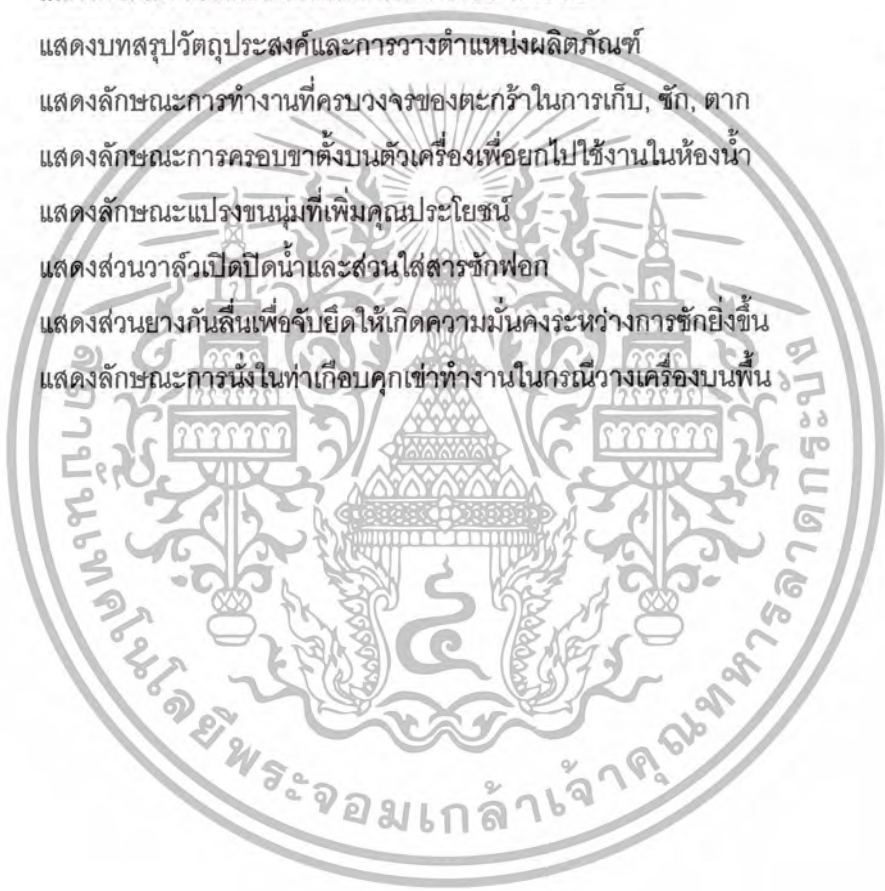 แสดงบทสรุปวัตถุประสงค์และการวางตำแหน่งผลิตภัณฑ์
แสดงลักษณะการทำงานที่ครบวงจรของตะกร้าในการเก็บ, ซัก, ตาก
แสดงลักษณะการครอบขาตั้งบนตัวเครื่องเพื่อยกไปใช้งานในห้องน้ำ
แสดงลักษณะแปรงขนนุ่มที่เพิ่มคุณประโยชน์
แสดงส่วนวาล์วเปิดปิดน้ำและส่วนใส่สารซักฟอก
แสดงส่วนยางกันลื่นเพื่อจับยึดให้เกิดความมั่นคงระหว่างการซักยิ่งขึ้น
แสดงลักษณะการนั่งในท่าเกือบคุกเข่าทำงานในกรณีวางเครื่องบนพื้น
สถาบันเทคโนโลยีพระจอมเกล้าเจ้าคุณทหารลาดกระบัง